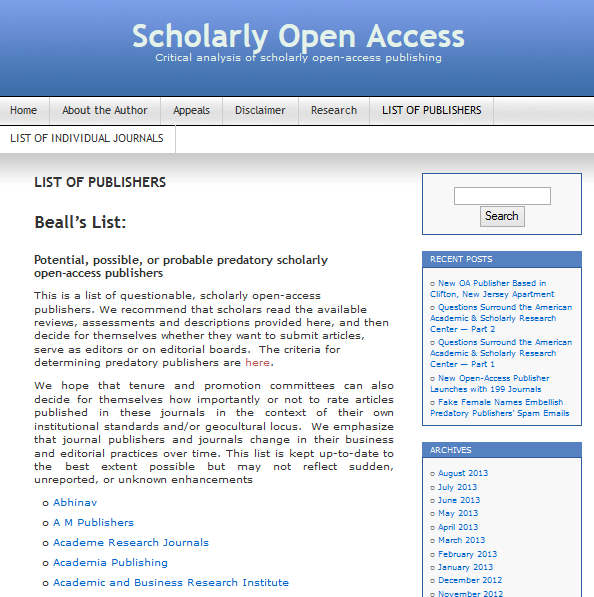 Scholarly Open Access
Critical analysis of scholarly open-access publishing
Home
About the Author
Appeals
Disclaimer
Research
LIST OF PUBLISHERS
LIST OF INDIVIDUAL JOURNALS
LIST OF PUBLISHERS
Beall's List:
Potential, possible, or probable predatory scholarly
open-access publishers
This is a list of questionable, scholarly open-access
publishers. We recommend that scholars read the available
reviews, assessments and descriptions provided here, and then
decide for themselves whether they want to submit articles,
serve as editors or on editorial boards.  The criteria for
determining predatory publishers are here.
We hope that tenure and promotion committees can also
decide for themselves how importantly or not to rate articles
published in these journals in the context of their own
institutional standards and/or geocultural locus.  We emphasize
that journal publishers and journals change in their business
and editorial practices over time. This list is kept up-to-date to
the best extent possible but may not reflect sudden,
unreported, or unknown enhancements
Abhinav
A M Publishers
Academe Research Journals
Academia Publishing
Academic and Business Research Institute
Search
RECENT POSTS
New OA Publisher Based in
Clifton, New Jersey Apartment
Questions Surround the American
Academic & Scholarly Research
Center — Part 2
Questions Surround the American
Academic & Scholarly Research
Center — Part 1
New Open-Access Publisher
Launches with 199 Journals
Fake Female Names Embellish
Predatory Publishers' Spam Emails
ARCHIVES
August 2013
July 2013
June 2013
May 2013
April 2013
March 2013
February 2013
January 2013
December 2012
November 2012